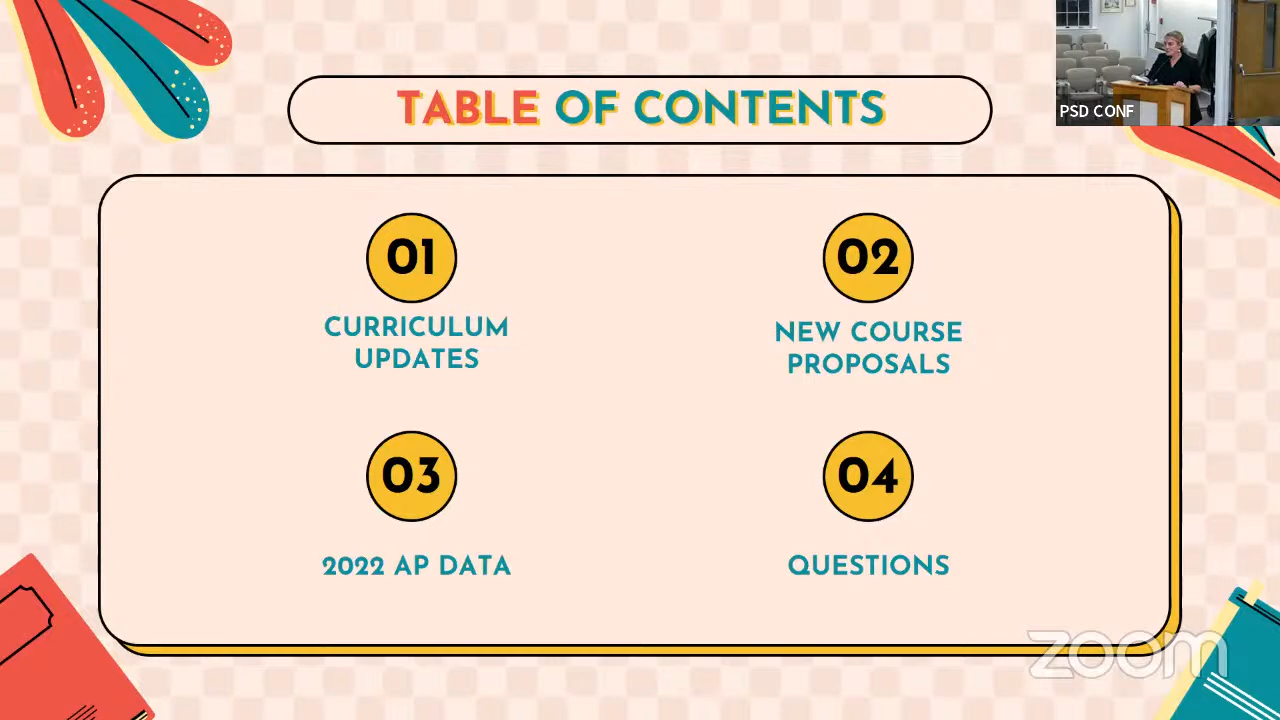 TABLE OF CONTENTS
PSD CONF
01
CURRICULUM
UPDATES
02
NEW COURSE
PROPOSALS
03
2022 AP DATA
04
QUESTIONS
zoom